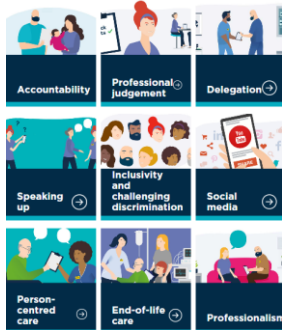 Accountability
Professional
judgement
Delegation
Speaking
up
Inclusivity
and
challenging
discrimination
Social
media
Person-
centred
care
End-of-life
care
Professionalism